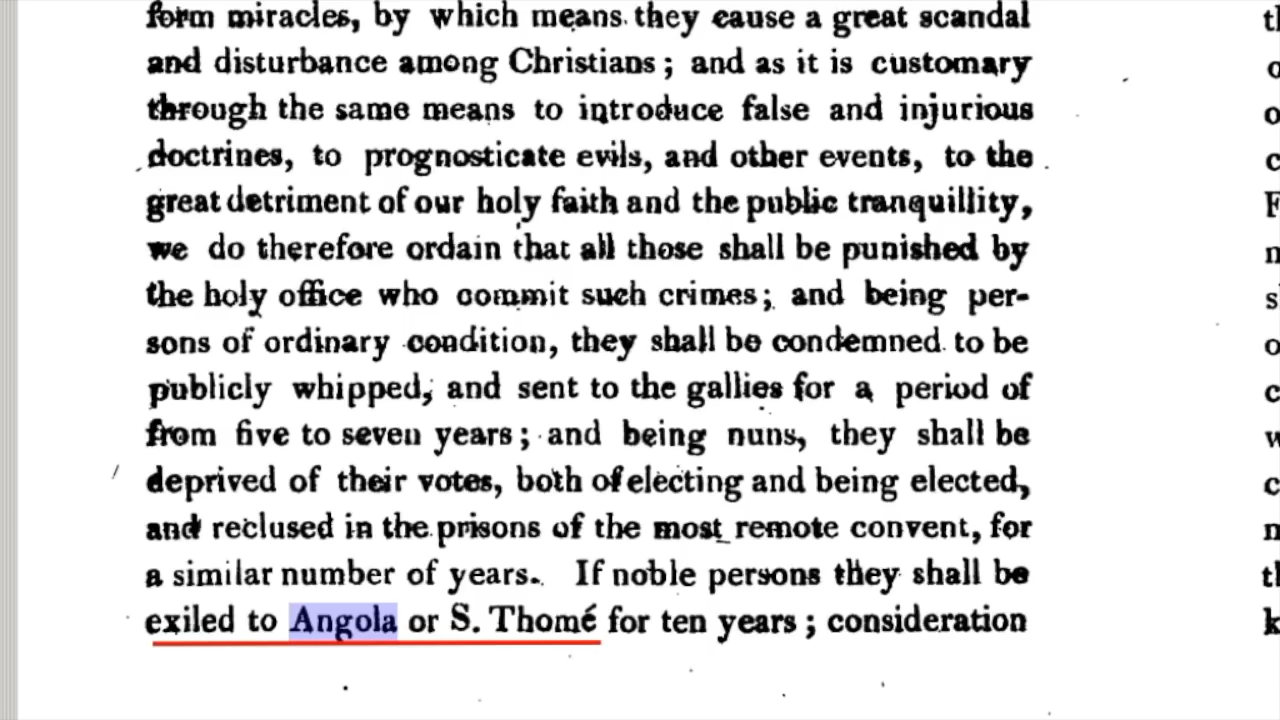 form miracles, by which means they cause a great scandal
and disturbance among Christians; and as it is customary
through the same means to introduce false and injurious
doctrines, to prognosticate evils, and other events, to the
great detriment of our holy faith and the public tranquillity,
we do therefore ordain that all those shall be punished by
the holy office who commit such crimes; and being per-
sons of ordinary condition, they shall be condemned to be
publicly whipped, and sent to the gallies for a period of
from five to seven years; and being nuns, they shall be
deprived of their votes, both of electing and being elected,
and reclused in the prisons of the most remote convent, for
a similar number of years. If noble persons they shall be
exiled to Angola or S. Thomé for ten years; consideration